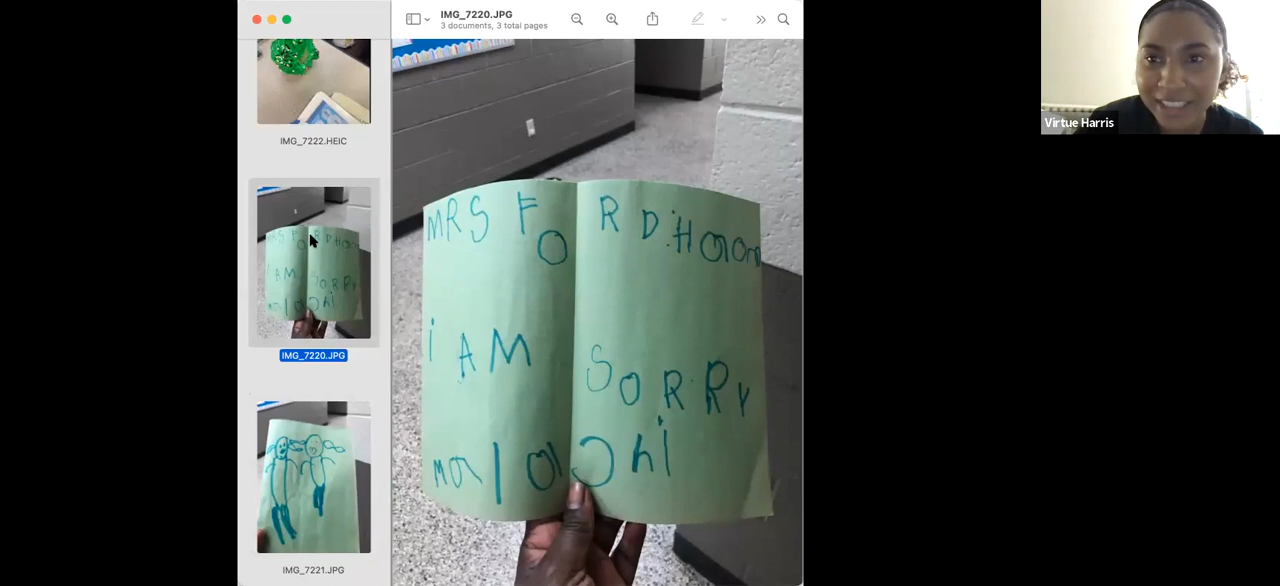 IMG_7220.JPG
3 documents, 3 total pages
IMG_7222.HEIC
IMG_7220.JPG
IMG_7221.JPG
MRS FORD
I AM SORRY
malachi
Virtue Harris